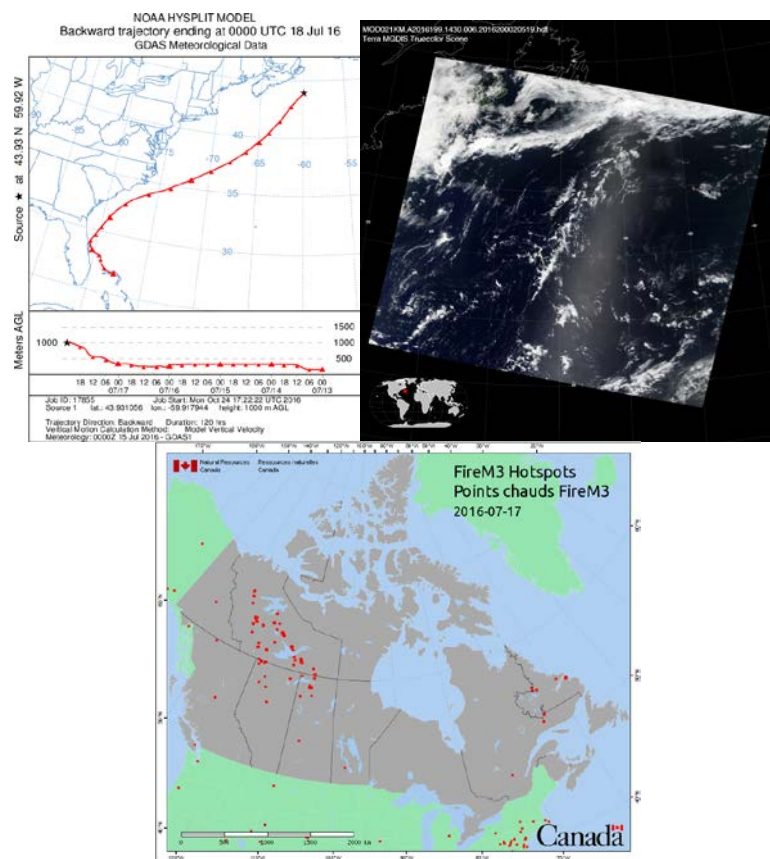 NOAA HYSPLIT MODEL
Backward trajectory ending at 0000 UTC 18 Jul 16
GDAS Meteorological Data
Source ★ at 43.93 N 59.92 W
40
35
30
-70
-65
-60
-55
Meters AGL
1000
1500
1000
500
18 12 06 00 18 12 06 00 18 12 06 00 18 12 06 00 18 12 06 00
07/17 07/16 07/15 07/14 07/13
Job ID: 17855 Job Start: Mon Oct 24 17:22:22 UTC 2016
Source 1 lat.: 43.931056 lon.: -59.917944 height: 1000 m AGL
Trajectory Direction: Backward Duration: 120 hrs
Vertical Motion Calculation Method: Model Vertical Velocity
Meteorology: 0000Z 15 Jul 2016 - GDAS1
MOD021KM.A2016199.1430.006.2016200020519.hdf
Terra MODIS Truecolor Scene
Natural Resources Canada
Ressources naturelles Canada
FireM3 Hotspots
Points chauds FireM3
2016-07-17
Canada